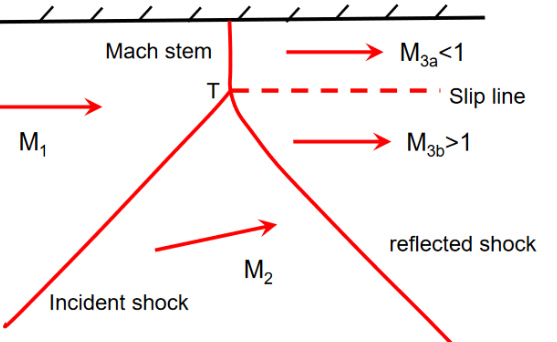 Mach stem
M₃ₐ<1
T
Slip line
M₁
M₃b>1
reflected shock
M₂
Incident shock